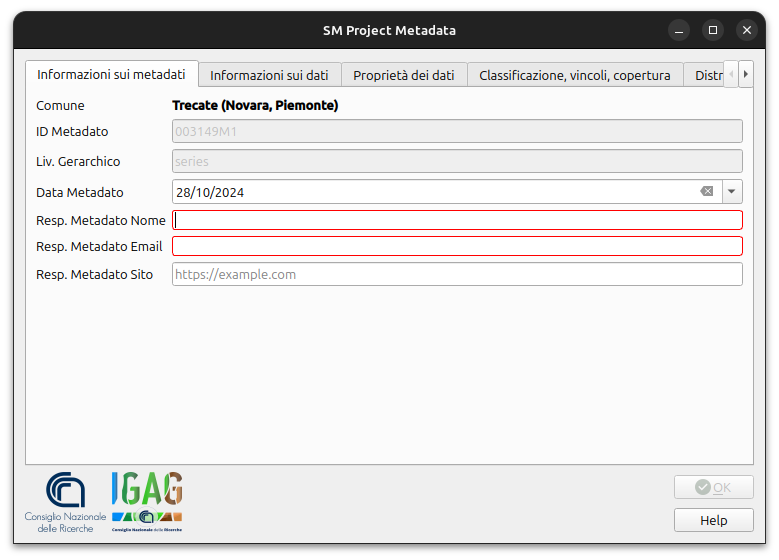 SM Project Metadata
Informazioni sui metadati Informazioni sui dati Proprietà dei dati Classificazione, vincoli, copertura Distr
Comune Trecate (Novara, Piemonte)
ID Metadato 003149M1
Liv. Gerarchico series
Data Metadato 28/10/2024
Resp. Metadato Nome
Resp. Metadato Email
Resp. Metadato Sito https://example.com
Consiglio Nazionale
delle Ricerche
IGAG
Consiglio Nazionale delle Ricerche
OK
Help